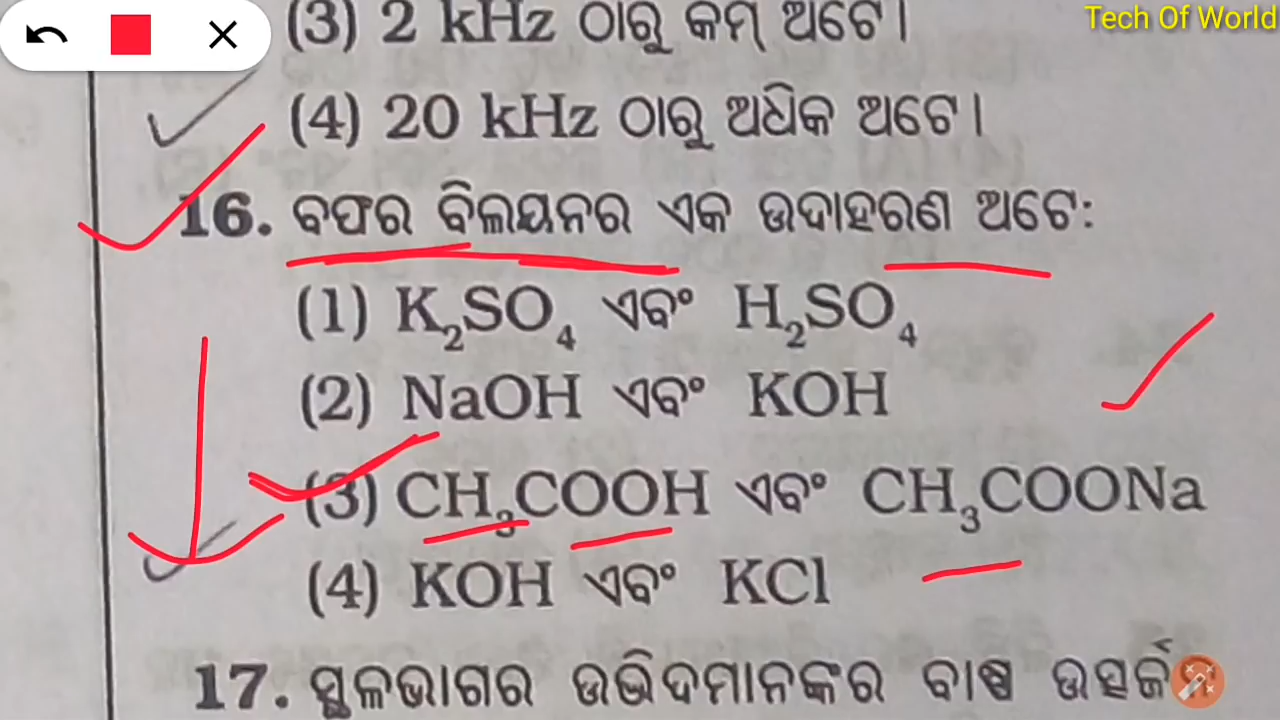 Tech Of World
(3) 2 kHz ଠାରୁ କମ୍ ଅଟେ।
(4) 20 kHz ଠାରୁ ଅଧିକ ଅଟେ।
16. ବଫର ବିଲୟନର ଏକ ଉଦାହରଣ ଅଟେ:
(1) K₂SO₄ ଏବଂ H₂SO₄
(2) NaOH ଏବଂ KOH
(3) CH₃COOH ଏବଂ CH₃COONa
(4) KOH ଏବଂ KCl
17. ସ୍ଥଳଭାଗର ଉଦ୍ଭିଦମାନଙ୍କର ବାଷ୍ପ